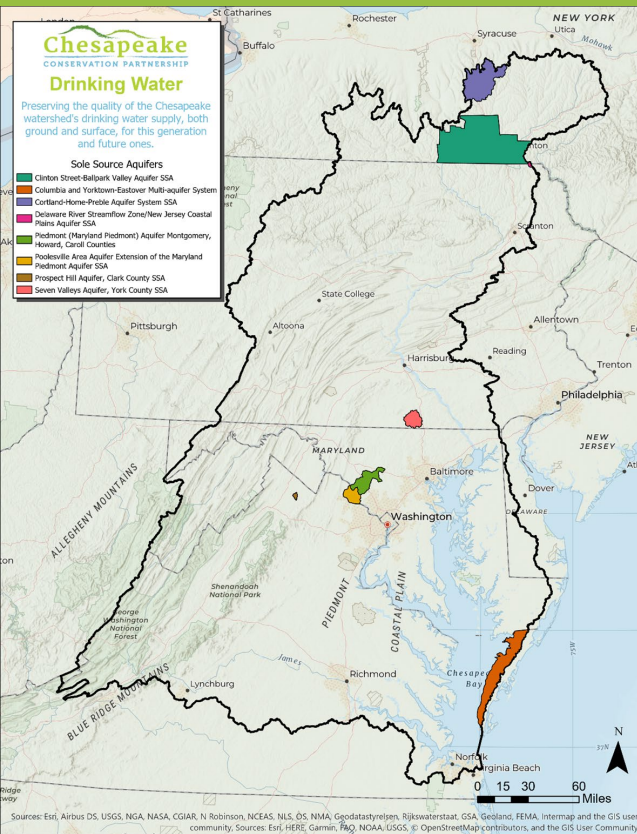 London
St Catharines
Rochester
NEW YORK
Syracuse
Utica
Mohawk
Buffalo
Chesapeake
CONSERVATION PARTNERSHIP
Drinking Water
Preserving the quality of the Chesapeake
watershed's drinking water supply, both
ground and surface, for this generation
and future ones.
Sole Source Aquifers
Clinton Street-Ballpark Valley Aquifer SSA
Columbia and Yorktown-Eastover Multi-aquifer System
Cortland-Home-Preble Aquifer System SSA
Delaware River Streamflow Zone/New Jersey Coastal
Plains Aquifer SSA
Piedmont (Maryland Piedmont) Aquifer Montgomery,
Howard, Caroll Counties
Poolesville Area Aquifer Extension of the Maryland
Piedmont Aquifer SSA
Prospect Hill Aquifer, Clark County SSA
Seven Valleys Aquifer, York County SSA
nton
Scranton
State College
Pittsburgh
Altoona
Allentown
Harrisburg
Reading
Trenton
Philadelphia
NEW
JERSEY
MARYLAND
Baltimore
Dover
DELAWARE
Washington
ALLEGHENY MOUNTAINS
Shenandoah
National Park
George
Washington
National
Forest
PIEDMONT
COASTAL PLAIN
James
Richmond
Chesapea
Bay
75W
Lynchburg
BLUE RIDGE MOUNTAINS
37N
N
Norfolk
Virginia Beach
0 15 30 60
Miles
Ridge
Sources: Esri, Airbus DS, USGS, NGA, NASA, CGIAR, N Robinson, NCEAS, NLS, OS, NMA, Geodatastyrelsen, Rijkswaterstaat, GSA, Geoland, FEMA, Intermap and the GIS use
community, Sources: Esri, HERE, Garmin, FAO, NOAA, USGS, © OpenStreetMap contributors, and the GIS User Community